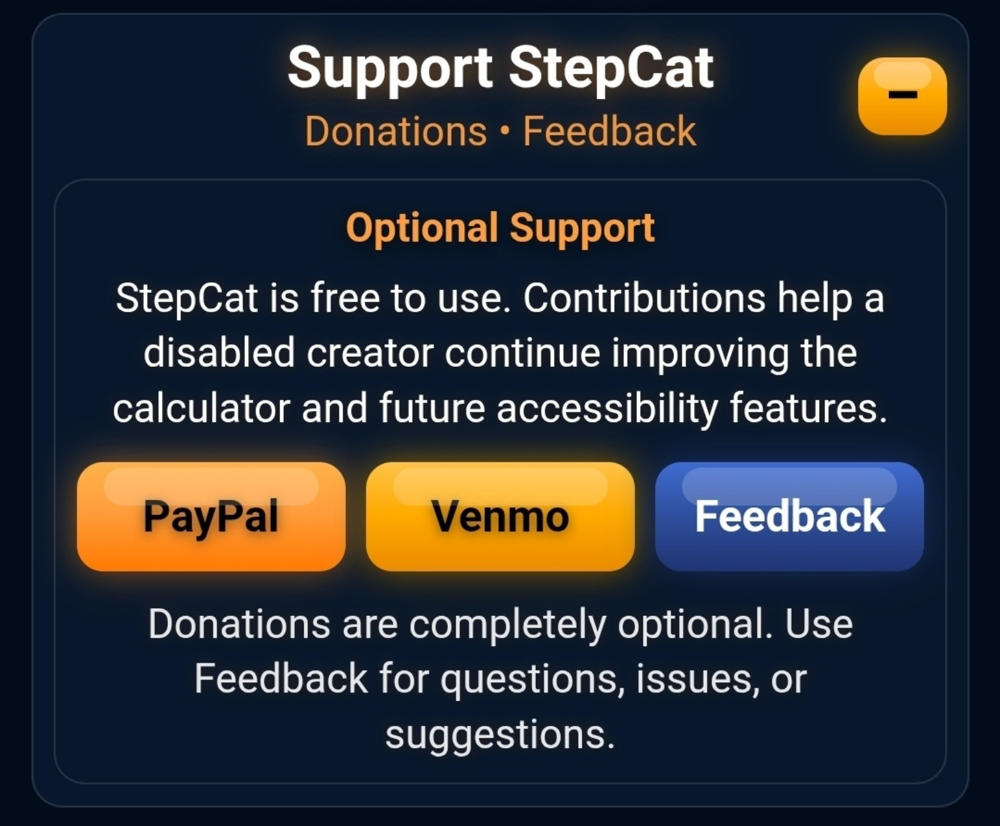 Support StepCat
Donations • Feedback
–
Optional Support
StepCat is free to use. Contributions help a
disabled creator continue improving the
calculator and future accessibility features.
PayPal
Venmo
Feedback
Donations are completely optional. Use
Feedback for questions, issues, or
suggestions.